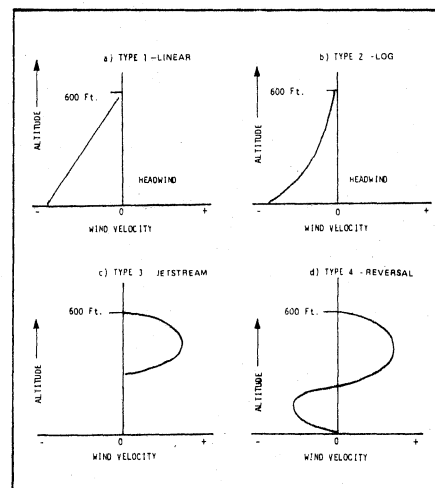 a) TYPE 1 - LINEAR
600 Ft.
ALTITUDE
HEADWIND
- 0 +
WIND VELOCITY
b) TYPE 2 - LOG
600 Ft.
ALTITUDE
HEADWIND
- 0 +
WIND VELOCITY
c) TYPE 3 JETSTREAM
600 Ft.
ALTITUDE
- 0 +
WIND VELOCITY
d) TYPE 4 - REVERSAL
600 Ft.
ALTITUDE
- 0 +
WIND VELOCITY